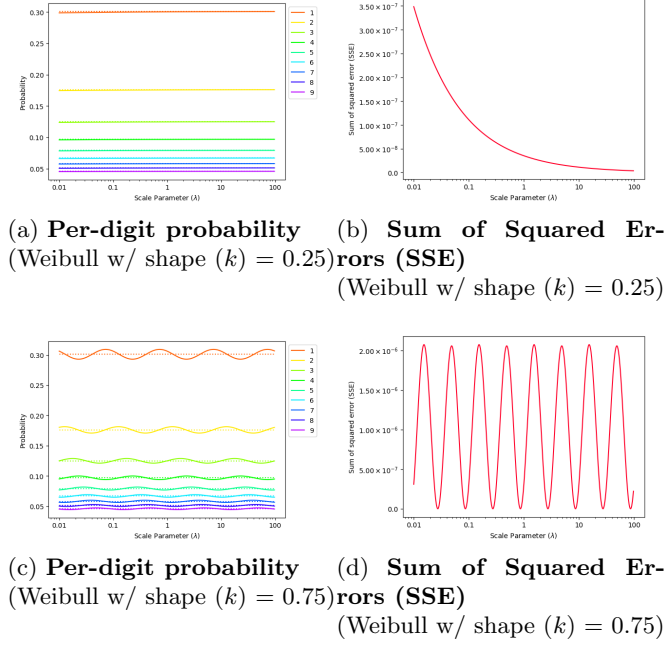 0.30
0.25
0.20
0.15
0.10
0.05
Probability
0.01 0.1 1 10 100
Scale Parameter (λ)
1
2
3
4
5
6
7
8
9
3.50 × 10⁻⁷
3.00 × 10⁻⁷
2.50 × 10⁻⁷
2.00 × 10⁻⁷
1.50 × 10⁻⁷
1.00 × 10⁻⁷
5.00 × 10⁻⁸
0.0
Sum of squared error (SSE)
0.01 0.1 1 10 100
Scale Parameter (λ)
(a) Per-digit probability
(Weibull w/ shape (k) = 0.25)
(b) Sum of Squared Er-
rors (SSE)
(Weibull w/ shape (k) = 0.25)
0.30
0.25
0.20
0.15
0.10
0.05
Probability
0.01 0.1 1 10 100
Scale Parameter (λ)
1
2
3
4
5
6
7
8
9
2.00 × 10⁻⁶
1.50 × 10⁻⁶
1.00 × 10⁻⁶
5.00 × 10⁻⁷
0.0
Sum of squared error (SSE)
0.01 0.1 1 10 100
Scale Parameter (λ)
(c) Per-digit probability
(Weibull w/ shape (k) = 0.75)
(d) Sum of Squared Er-
rors (SSE)
(Weibull w/ shape (k) = 0.75)